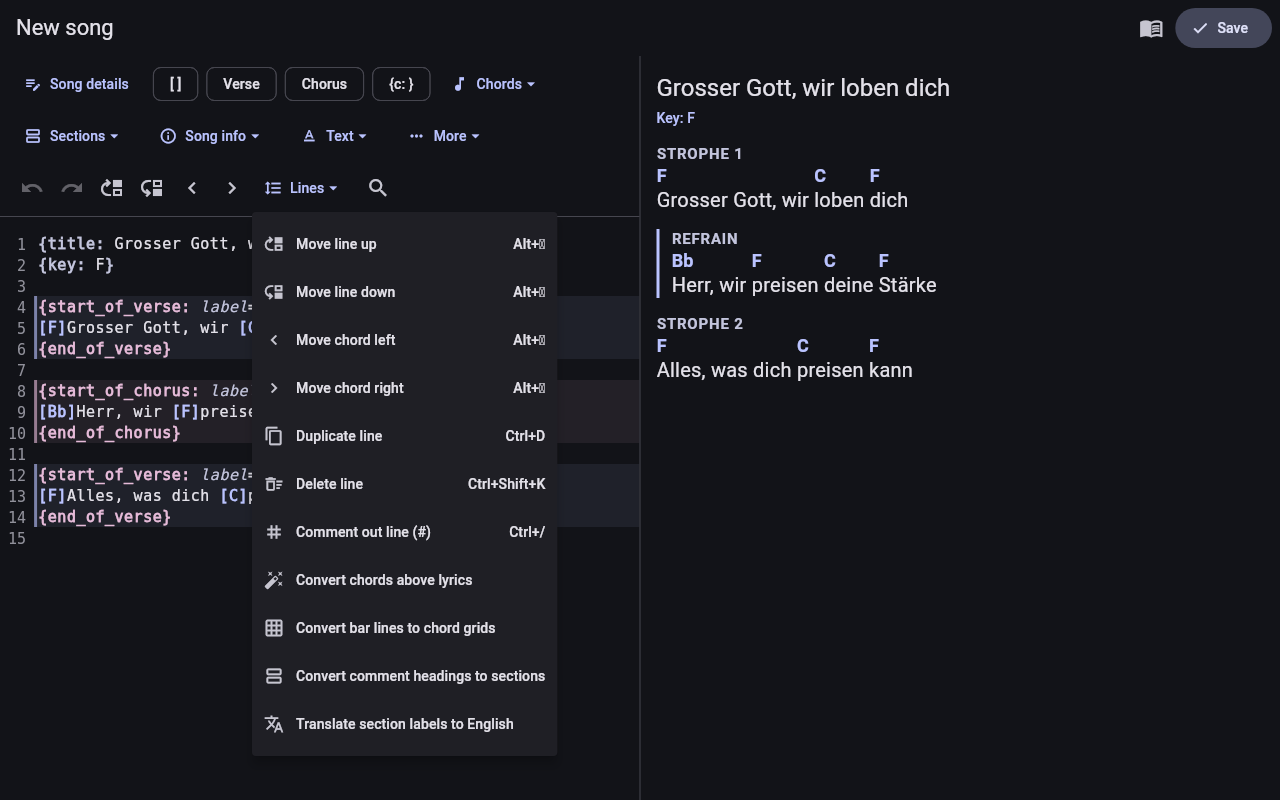 New song
Save
Song details
[ ]
Verse
Chorus
{c: }
Chords
Sections
Song info
Text
More
Lines
1 {title: Grosser Gott,
2 {key: F}
3
4 {start_of_verse: label=
5 [F]Grosser Gott, wir [C
6 {end_of_verse}
7
8 {start_of_chorus: labe
9 [Bb]Herr, wir [F]preise
10 {end_of_chorus}
11
12 {start_of_verse: label=
13 [F]Alles, was dich [C]
14 {end_of_verse}
15
Move line up Alt+
Move line down Alt+
Move chord left Alt+
Move chord right Alt+
Duplicate line Ctrl+D
Delete line Ctrl+Shift+K
Comment out line (#) Ctrl+/
Convert chords above lyrics
Convert bar lines to chord grids
Convert comment headings to sections
Translate section labels to English
Grosser Gott, wir loben dich
Key: F
STROPHE 1
F C F
Grosser Gott, wir loben dich
REFRAIN
Bb F C F
Herr, wir preisen deine Stärke
STROPHE 2
F C F
Alles, was dich preisen kann